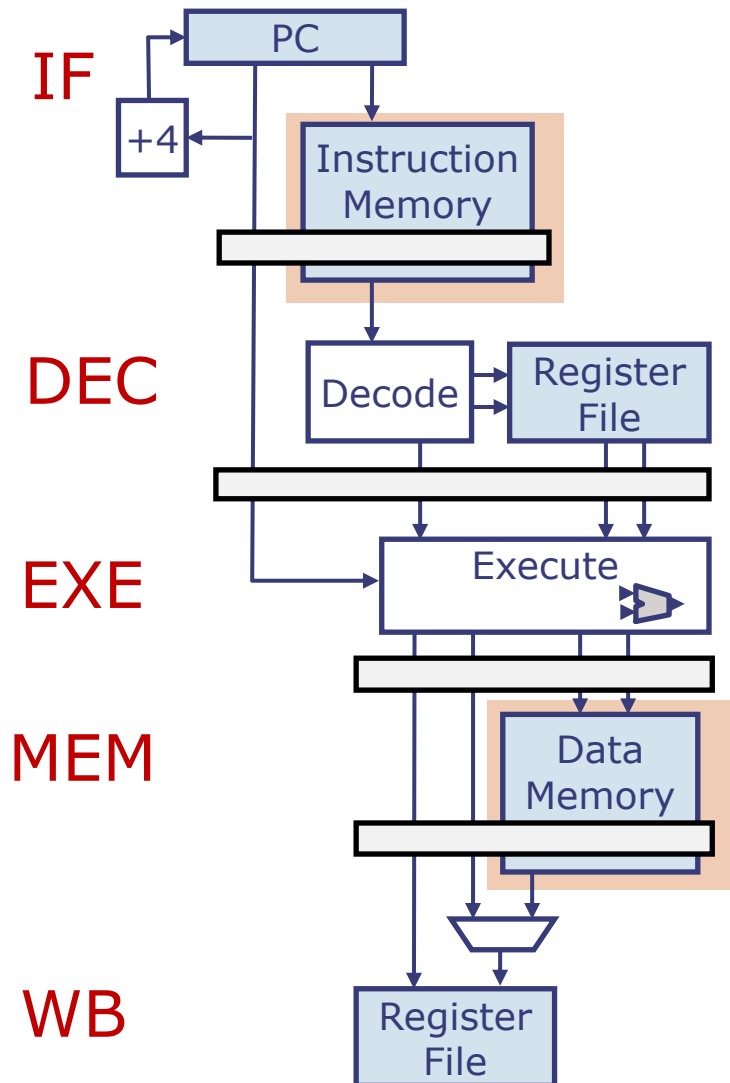 PC
IF
+4
Instruction
Memory
DEC
Decode
Register
File
EXE
Execute
MEM
Data
Memory
WB
Register
File